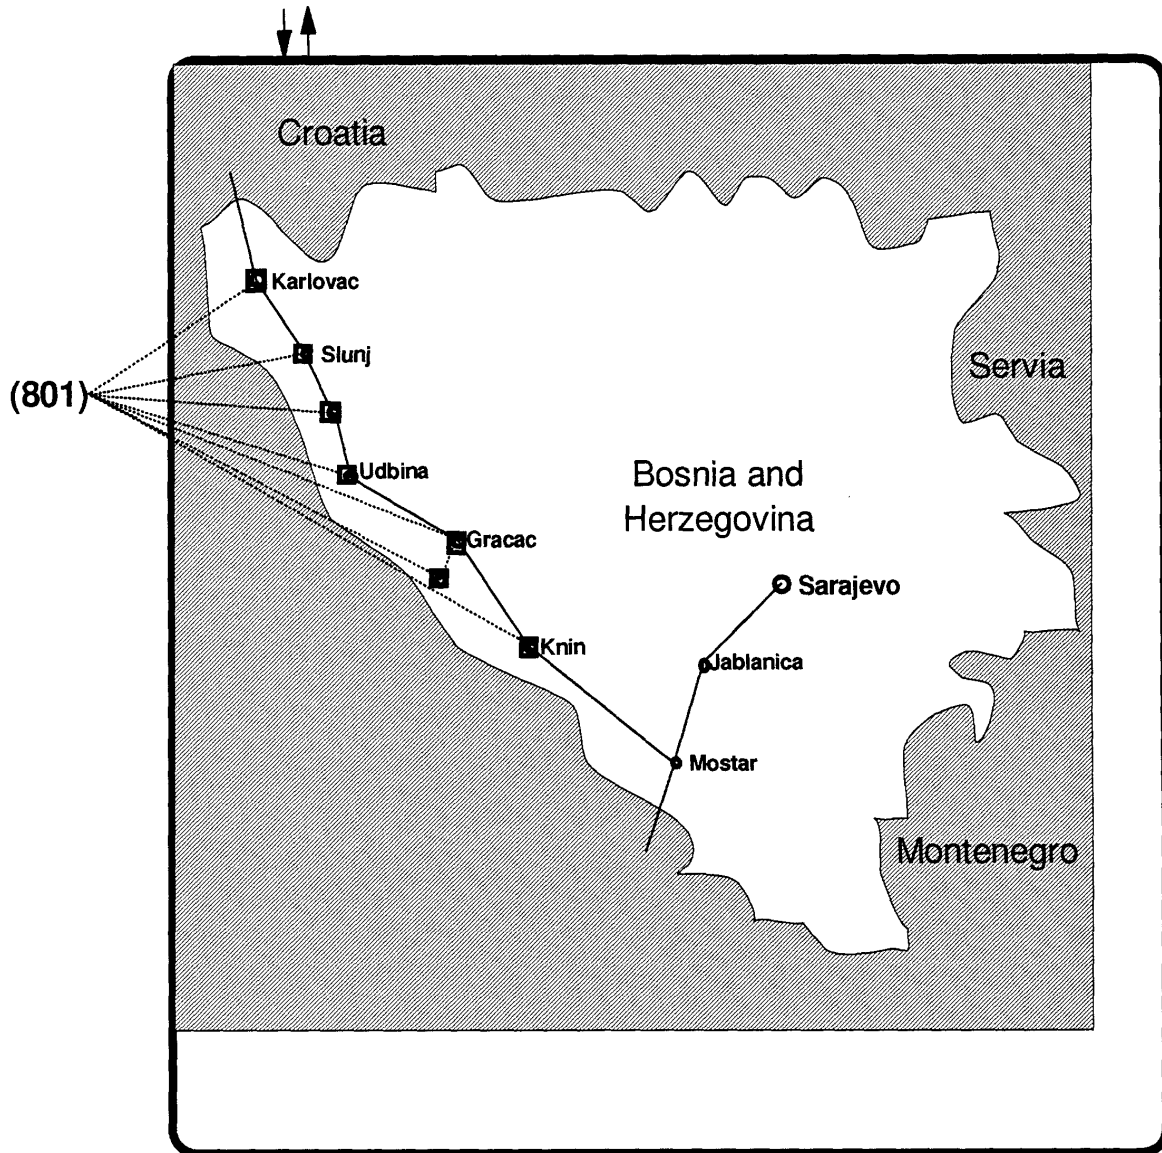 Croatia
Karlovac
Slunj
Servia
(801)
Udbina
Bosnia and
Herzegovina
Gracac
Sarajevo
Knin
Jablanica
Mostar
Montenegro